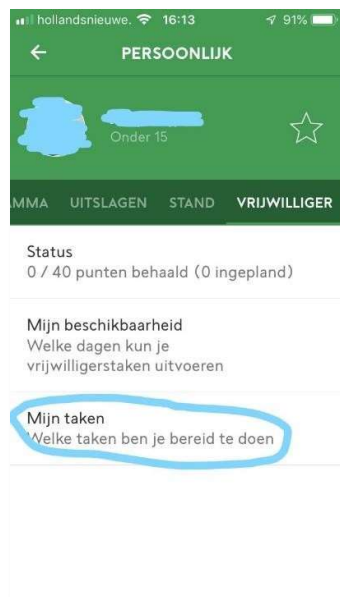 hollandsnieuwe. 16:13 91%
PERSOONLIJK
Onder 15
MMA UITSLAGEN STAND VRIJWILLIGER
Status
0 / 40 punten behaald (0 ingepland)
Mijn beschikbaarheid
Welke dagen kun je
vrijwilligerstaken uitvoeren
Mijn taken
Welke taken ben je bereid te doen